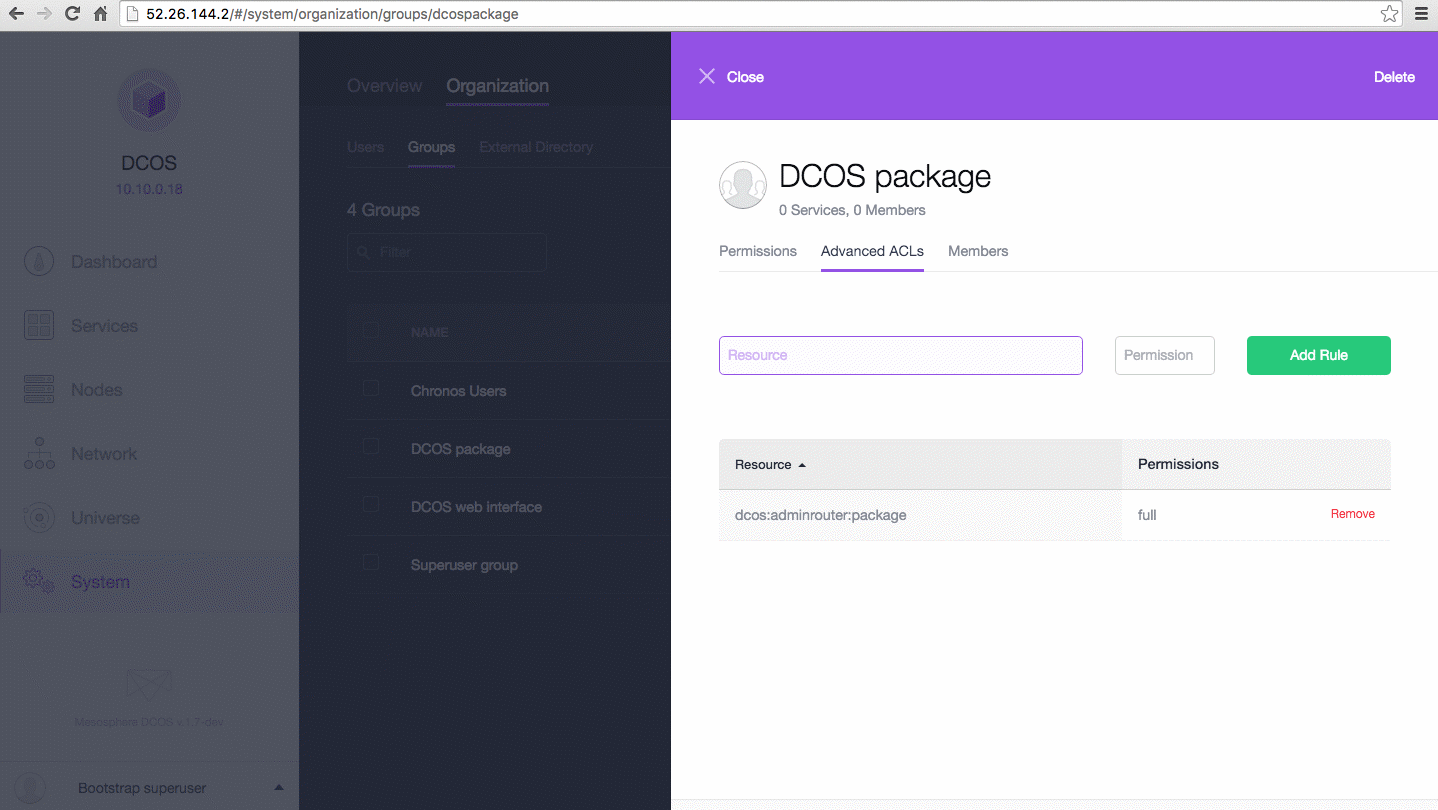 52.26.144.2/#/system/organization/groups/dcospackage
DCOS
10.10.0.18
Dashboard
Services
Nodes
Network
Universe
System
Mesosphere DCOS v.1.7-dev
Bootstrap superuser
Overview Organization
Users Groups External Directory
4 Groups
Filter
NAME
Chronos Users
DCOS package
DCOS web interface
Superuser group
Close Delete
DCOS package
0 Services, 0 Members
Permissions Advanced ACLs Members
Resource Permission Add Rule
Resource Permissions
dcos:adminrouter:package full Remove